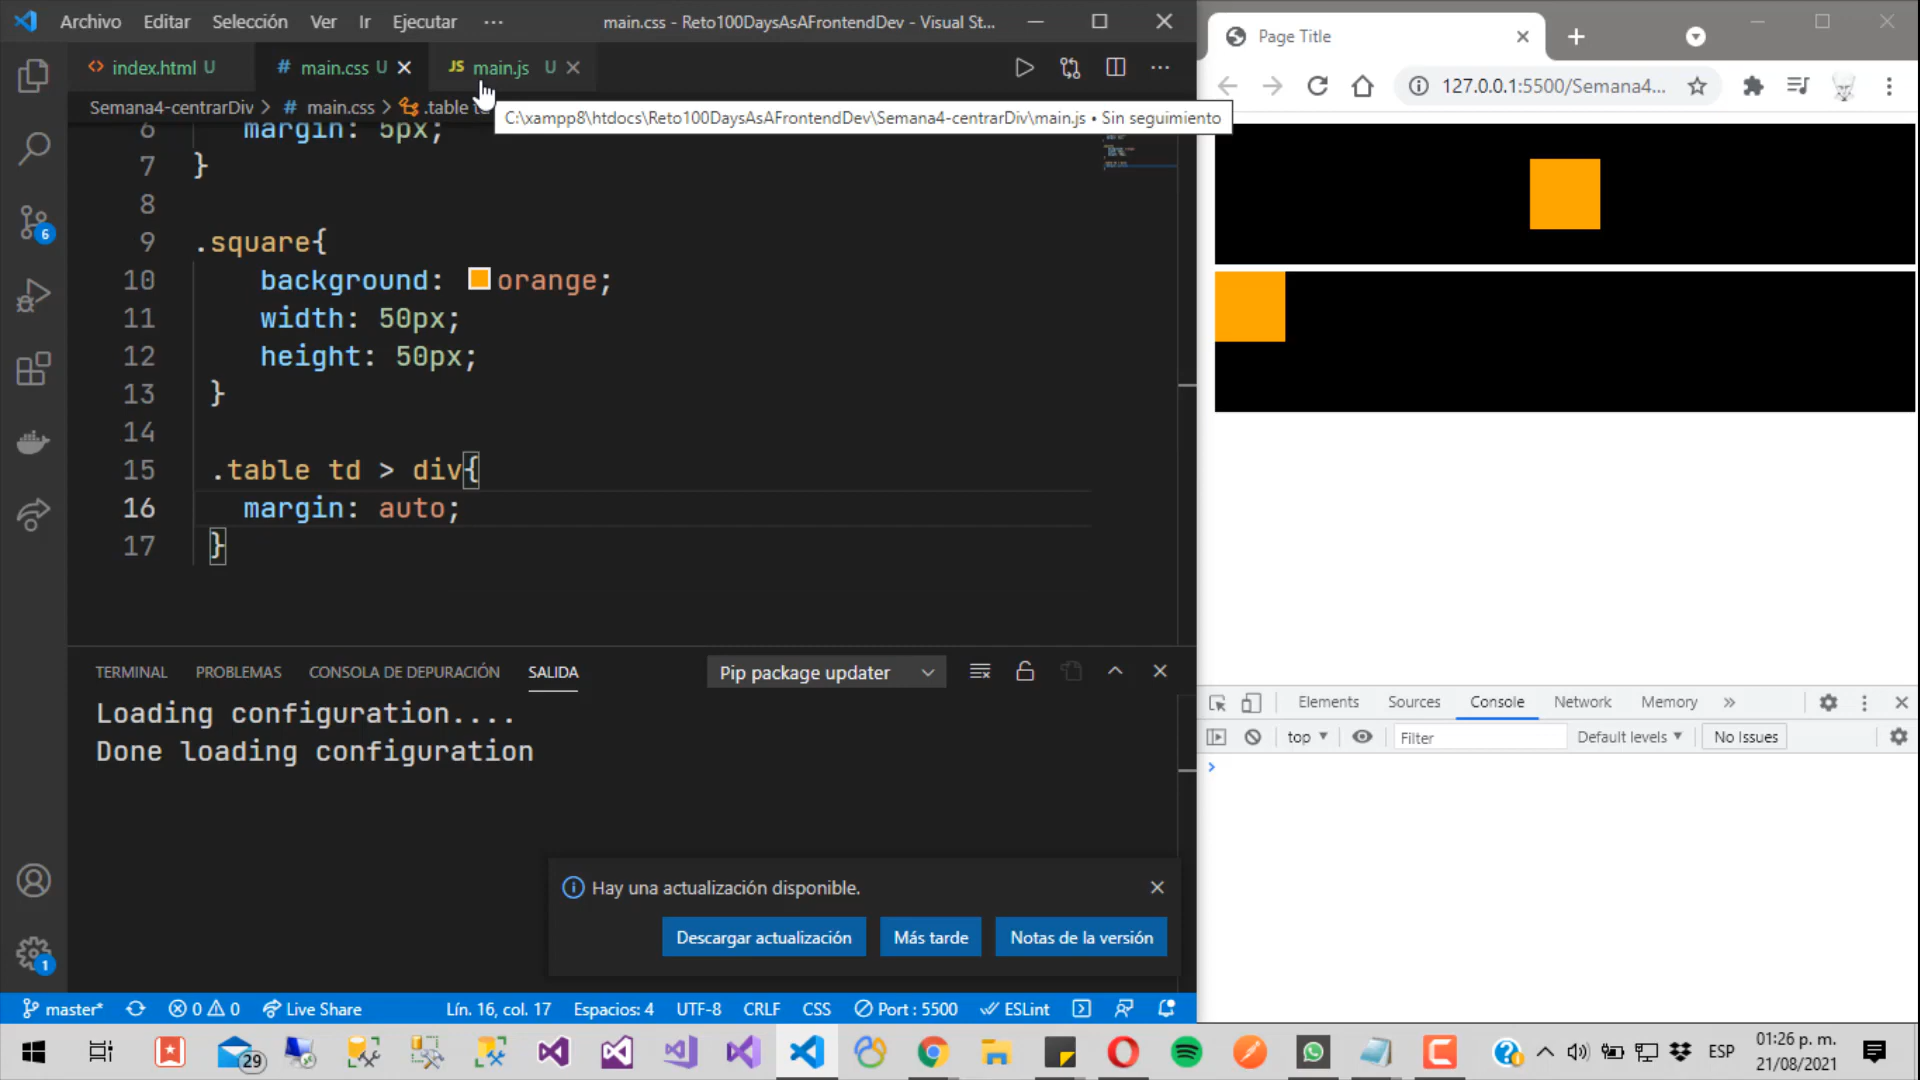 Archivo Editar Selección Ver Ir Ejecutar ··· main.css - Reto100DaysAsAFrontendDev - Visual St...
index.html U # main.css U JS main.js U
Semana4-centrarDiv > # main.css > .table t
C:\xampp8\htdocs\Reto100DaysAsAFrontendDev\Semana4-centrarDiv\main.js • Sin seguimiento
6 margin: 5px;
7 }
8
9 .square{
10 background: orange;
11 width: 50px;
12 height: 50px;
13 }
14
15 .table td > div{
16 margin: auto;
17 }
TERMINAL PROBLEMAS CONSOLA DE DEPURACIÓN SALIDA Pip package updater
Loading configuration....
Done loading configuration
Hay una actualización disponible.
Descargar actualización Más tarde Notas de la versión
6
1
master* 0 0 Live Share Lín. 16, col. 17 Espacios: 4 UTF-8 CRLF CSS Port : 5500 ESLint
Page Title
127.0.0.1:5500/Semana4...
Elements Sources Console Network Memory »
top Filter Default levels No Issues
29
ESP
01:26 p. m.
21/08/2021